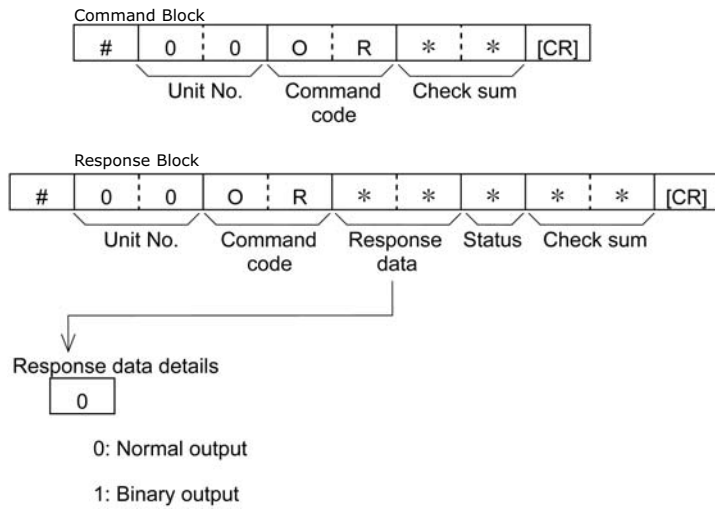 Command Block
# 0 0 O R * * [CR]
Unit No. Command code Check sum
Response Block
# 0 0 O R * * * * * [CR]
Unit No. Command code Response data Status Check sum
Response data details
0
0: Normal output
1: Binary output